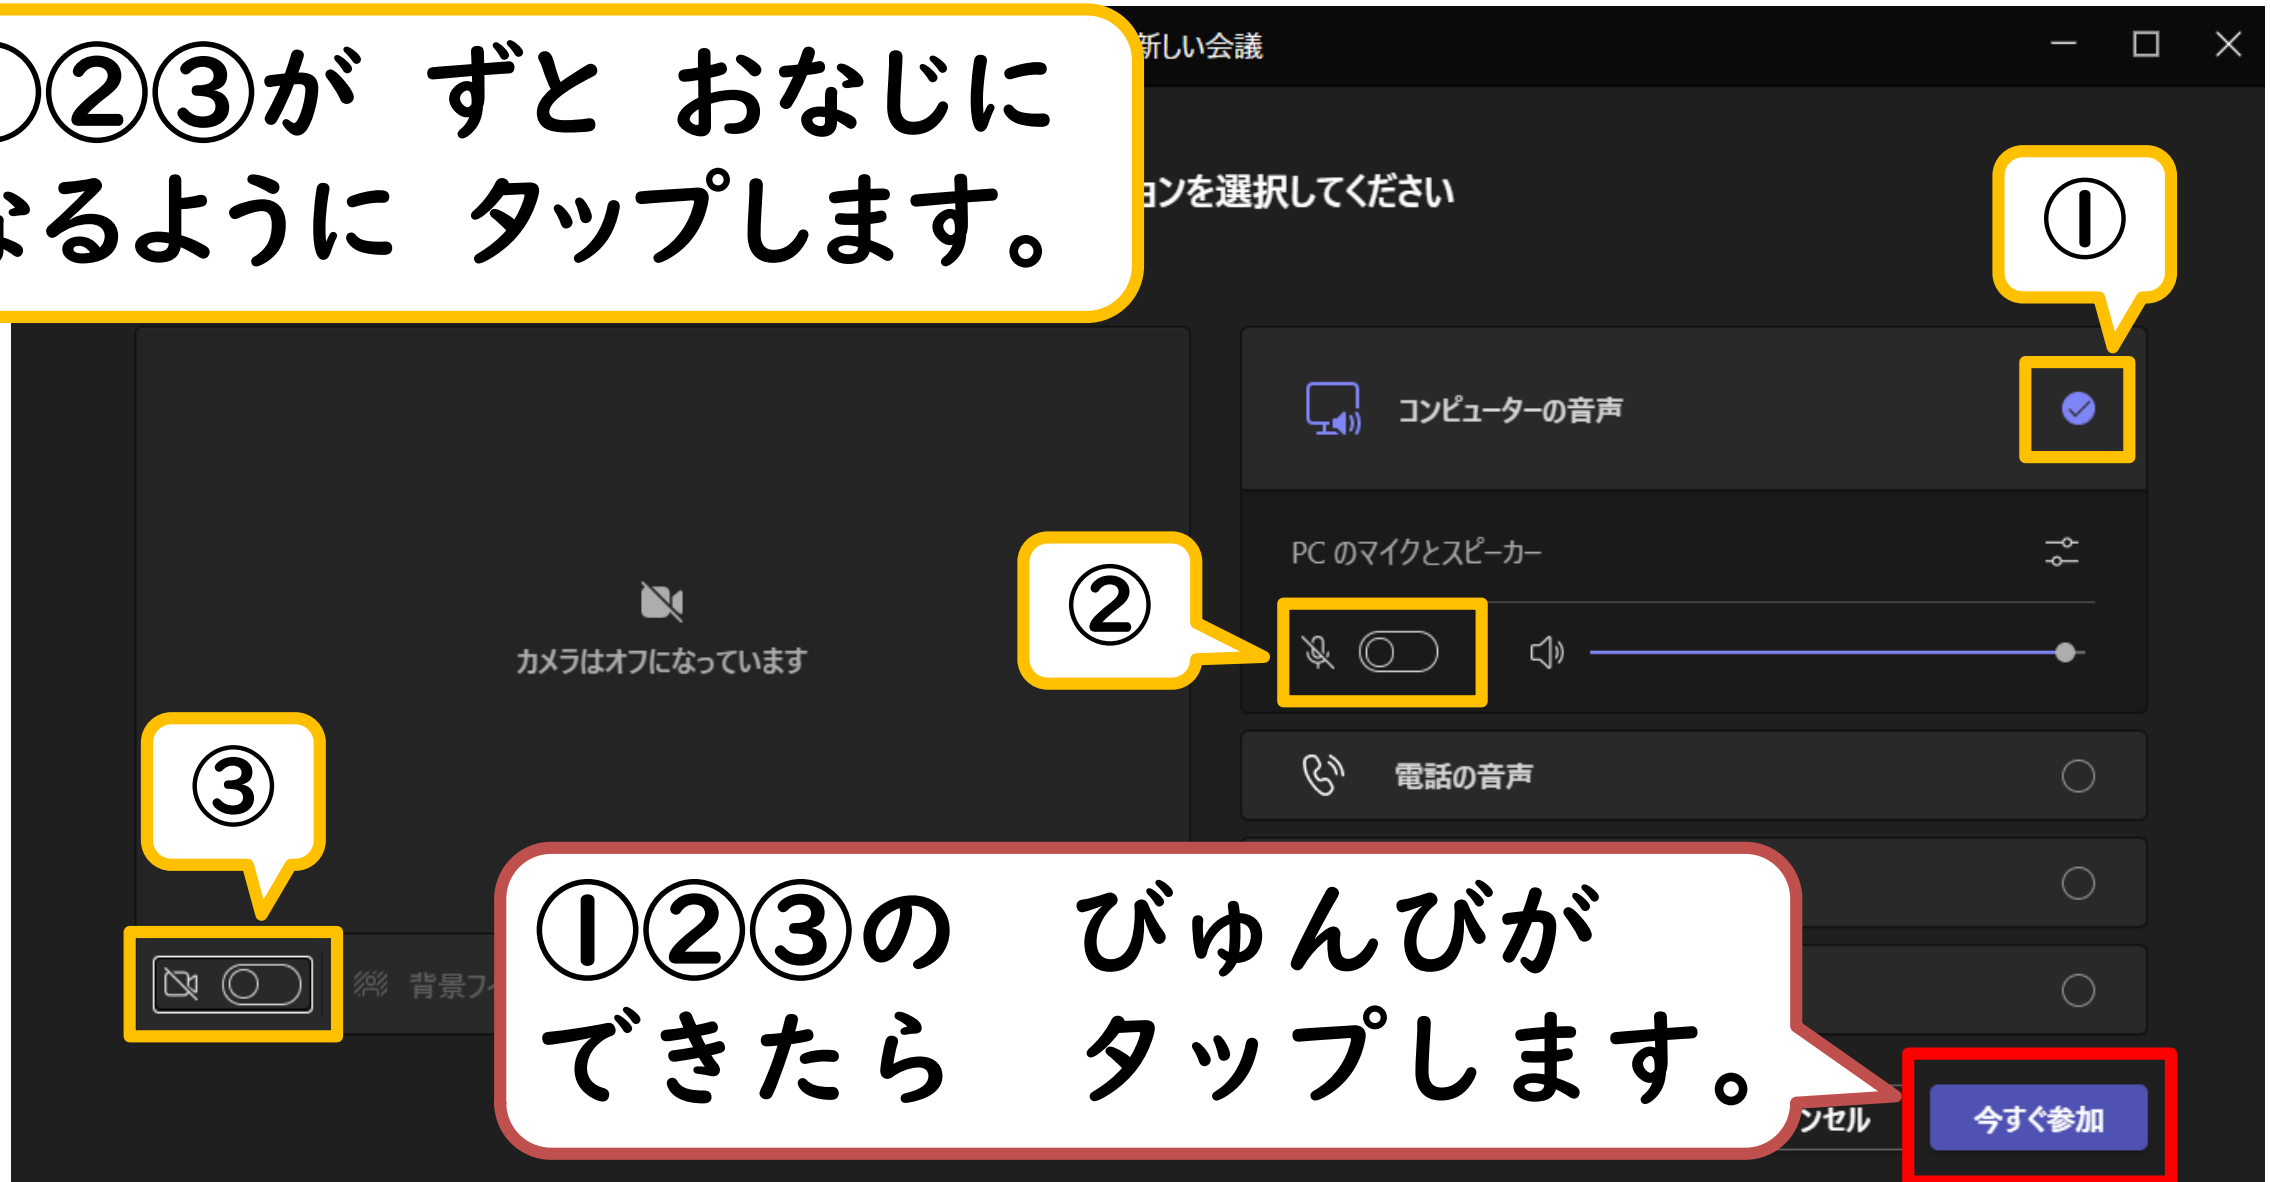 ②③が ずと おなじに
なるように タップします。
新しい会議
ョンを選択してください
①
コンピューターの音声
PC のマイクとスピーカー
②
カメラはオフになっています
③
電話の音声
背景フ
①②③の びゅんびが
できたら タップします。
ンセル
今すぐ参加